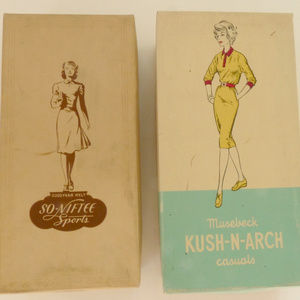 GOODYEAR WELT
SO-NIFTEE
Sports
Musebeck
KUSH-N-ARCH
casuals